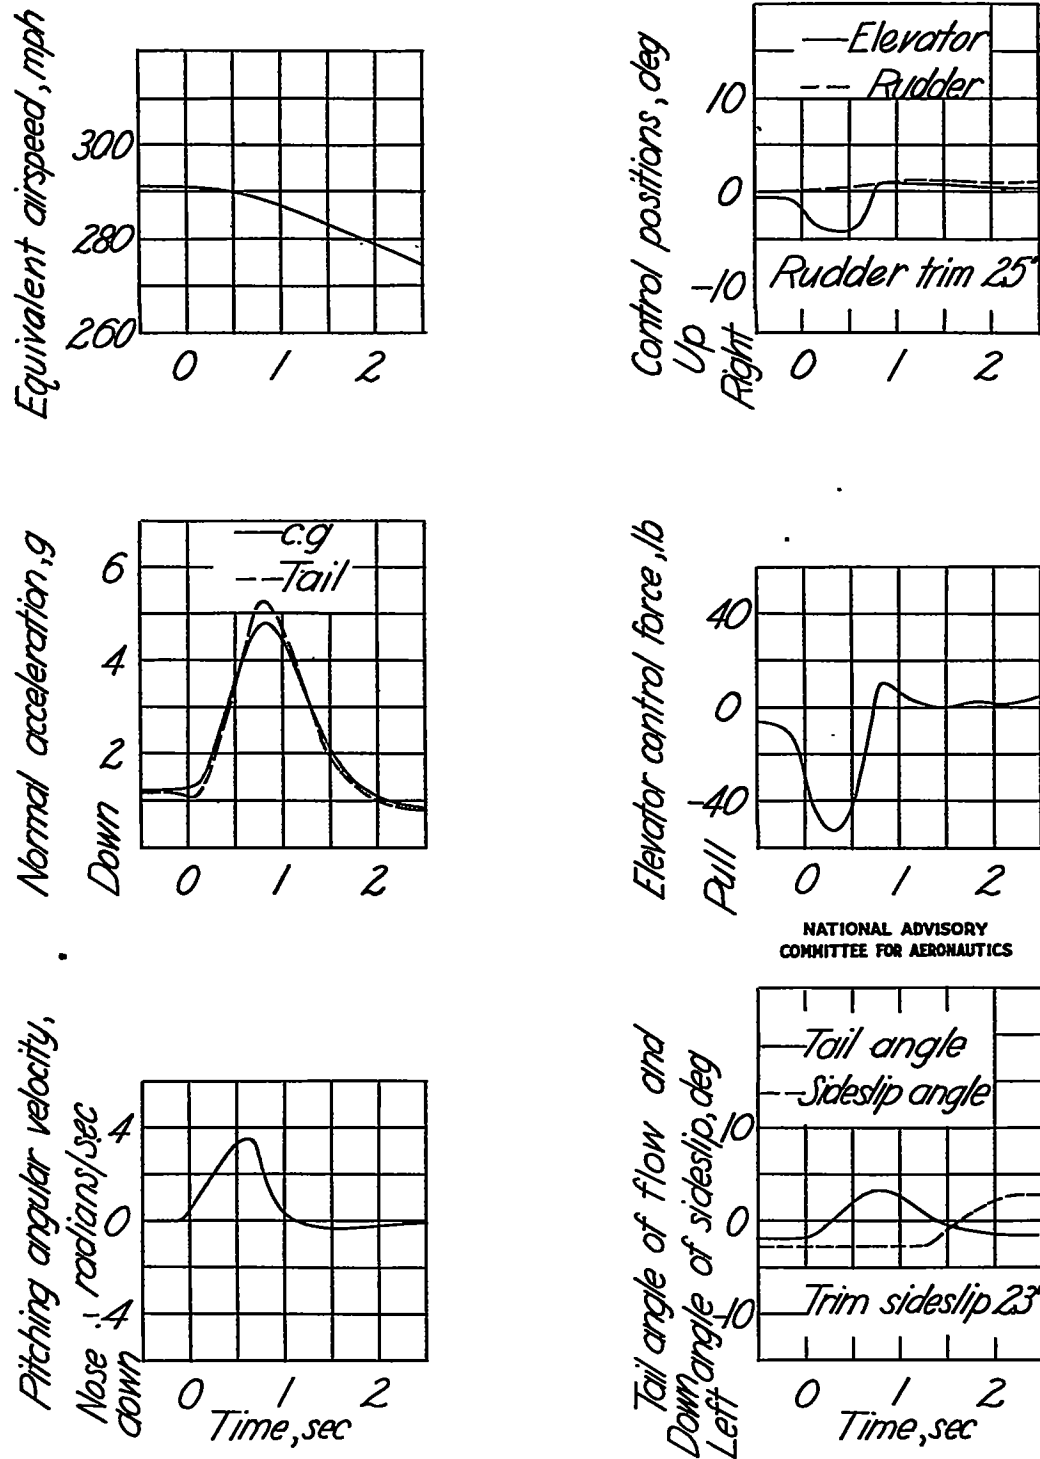 Equivalent airspeed, mph
300
280
260
0 1 2
Control positions, deg
Up
Right
Elevator
Rudder
10
0
-10
Rudder trim 2.5°
0 1 2
Normal acceleration, g
Down
c.g
Tail
6
4
2
0 1 2
Elevator control force, lb
Pull
40
0
-40
0 1 2
NATIONAL ADVISORY
COMMITTEE FOR AERONAUTICS
Pitching angular velocity,
radians/sec
Nose
down
.4
0
-.4
0 1 2
Time, sec
Tail angle of flow and
angle of sideslip, deg
Down
Left
Tail angle
Sideslip angle
10
0
-10
Trim sideslip 2.3°
0 1 2
Time, sec